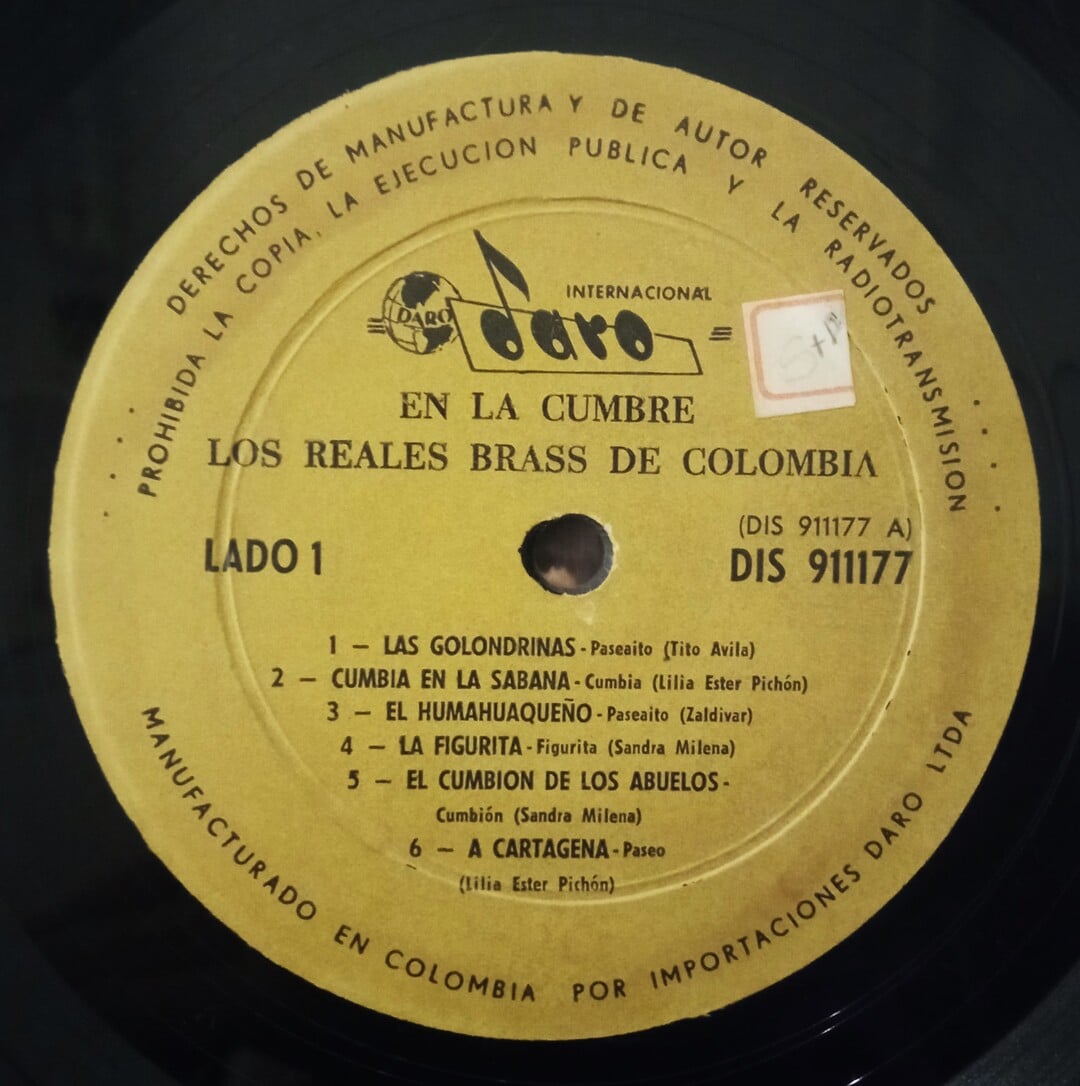 DERECHOS DE MANUFACTURA Y DE AUTOR RESERVADOS
PROHIBIDA LA COPIA, LA EJECUCION PUBLICA Y LA RADIOTRANSMISION
INTERNACIONAL
DARO
daro
EN LA CUMBRE
LOS REALES BRASS DE COLOMBIA
LADO 1
(DIS 911177 A)
DIS 911177
1 – LAS GOLONDRINAS - Paseaito (Tito Avila)
2 – CUMBIA EN LA SABANA - Cumbia (Lilia Ester Pichón)
3 – EL HUMAHUAQUEÑO - Paseaito (Zaldivar)
4 – LA FIGURITA - Figurita (Sandra Milena)
5 – EL CUMBION DE LOS ABUELOS -
Cumbión (Sandra Milena)
6 – A CARTAGENA - Paseo
(Lilia Ester Pichón)
MANUFACTURADO EN COLOMBIA POR IMPORTACIONES DARO LTDA